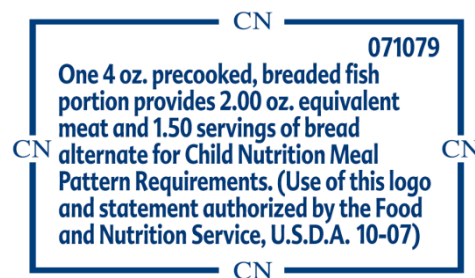 CN
071079
One 4 oz. precooked, breaded fish
portion provides 2.00 oz. equivalent
meat and 1.50 servings of bread
CN alternate for Child Nutrition Meal CN
Pattern Requirements. (Use of this logo
and statement authorized by the Food
and Nutrition Service, U.S.D.A. 10-07)
CN